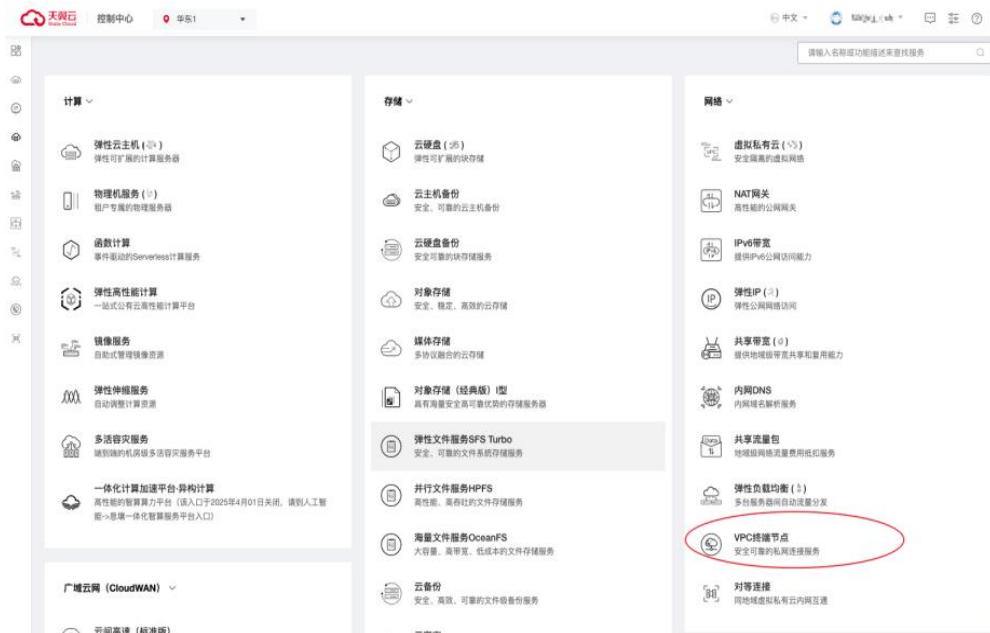 天翼云
State Cloud
控制中心
华东1
中文
请输入名称或功能描述来查找服务
计算
弹性云主机
弹性可扩展的计算服务器
物理机服务
租户专属的物理服务器
函数计算
事件驱动的Serverless计算服务
弹性高性能计算
一站式公有云高性能计算平台
镜像服务
自助式管理镜像资源
弹性伸缩服务
自动调整计算资源
多活容灾服务
端到端的机房级多活容灾服务平台
一体化计算加速平台·异构计算
高性能的智算算力平台（该入口于2025年04月01日关闭，请到人工智
能->息壤一体化智算服务平台入口）
广域云网（CloudWAN）
云间高速（标准版）
存储
云硬盘
弹性可扩展的块存储
云主机备份
安全、可靠的云主机备份
云硬盘备份
安全可靠的块存储服务
对象存储
安全、稳定、高效的云存储
媒体存储
多协议融合的云存储
对象存储（经典版）I型
具有海量安全高可靠优势的存储服务器
弹性文件服务SFS Turbo
安全、可靠的文件系统存储服务
并行文件服务HPFS
高性能、高吞吐的文件存储服务
海量文件服务OceanFS
大容量、高带宽、低成本的文件存储服务
云备份
安全、高效、可靠的文件级备份服务
网络
虚拟私有云
安全隔离的虚拟网络
NAT网关
高性能的公网网关
IPv6带宽
提供IPv6公网访问能力
弹性IP
弹性公网网络访问
共享带宽
提供地域级带宽共享和复用能力
内网DNS
内网域名解析服务
共享流量包
地域级网络流量费用抵扣服务
弹性负载均衡
多台服务器间自动流量分发
VPC终端节点
安全可靠的私网连接服务
对等连接
同地域虚拟私有云内网互通